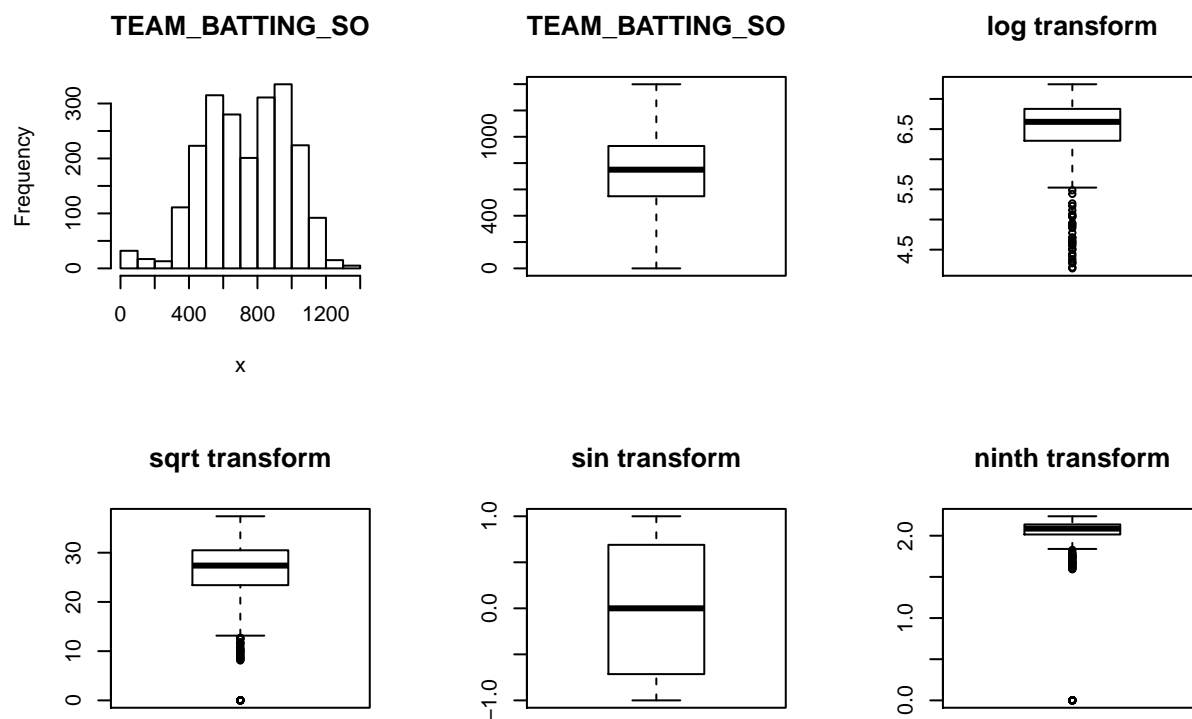 TEAM_BATTING_SO
Frequency
300
200
100
0
0 400 800 1200
x
TEAM_BATTING_SO
1000
400
0
log transform
6.5
5.5
4.5
sqrt transform
30
20
10
0
sin transform
1.0
0.0
−1.0
ninth transform
2.0
1.0
0.0